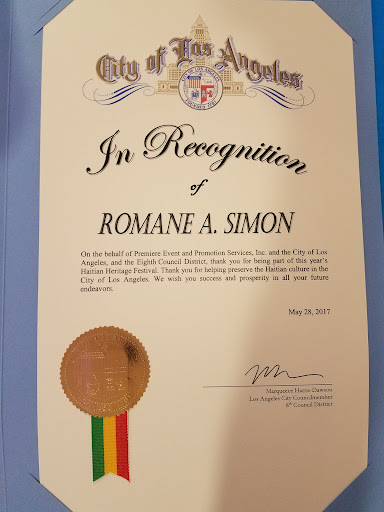 City of Los Angeles
In Recognition
of
ROMANE A. SIMON
On the behalf of Premiere Event and Promotion Services, Inc. and the City of Los
Angeles, and the Eighth Council District, thank you for being part of this year's
Haitian Heritage Festival. Thank you for helping preserve the Haitian culture in the
City of Los Angeles. We wish you success and prosperity in all your future
endeavors.
May 28, 2017
Marqueece Harris-Dawson
Los Angeles City Councilmember
8th Council District